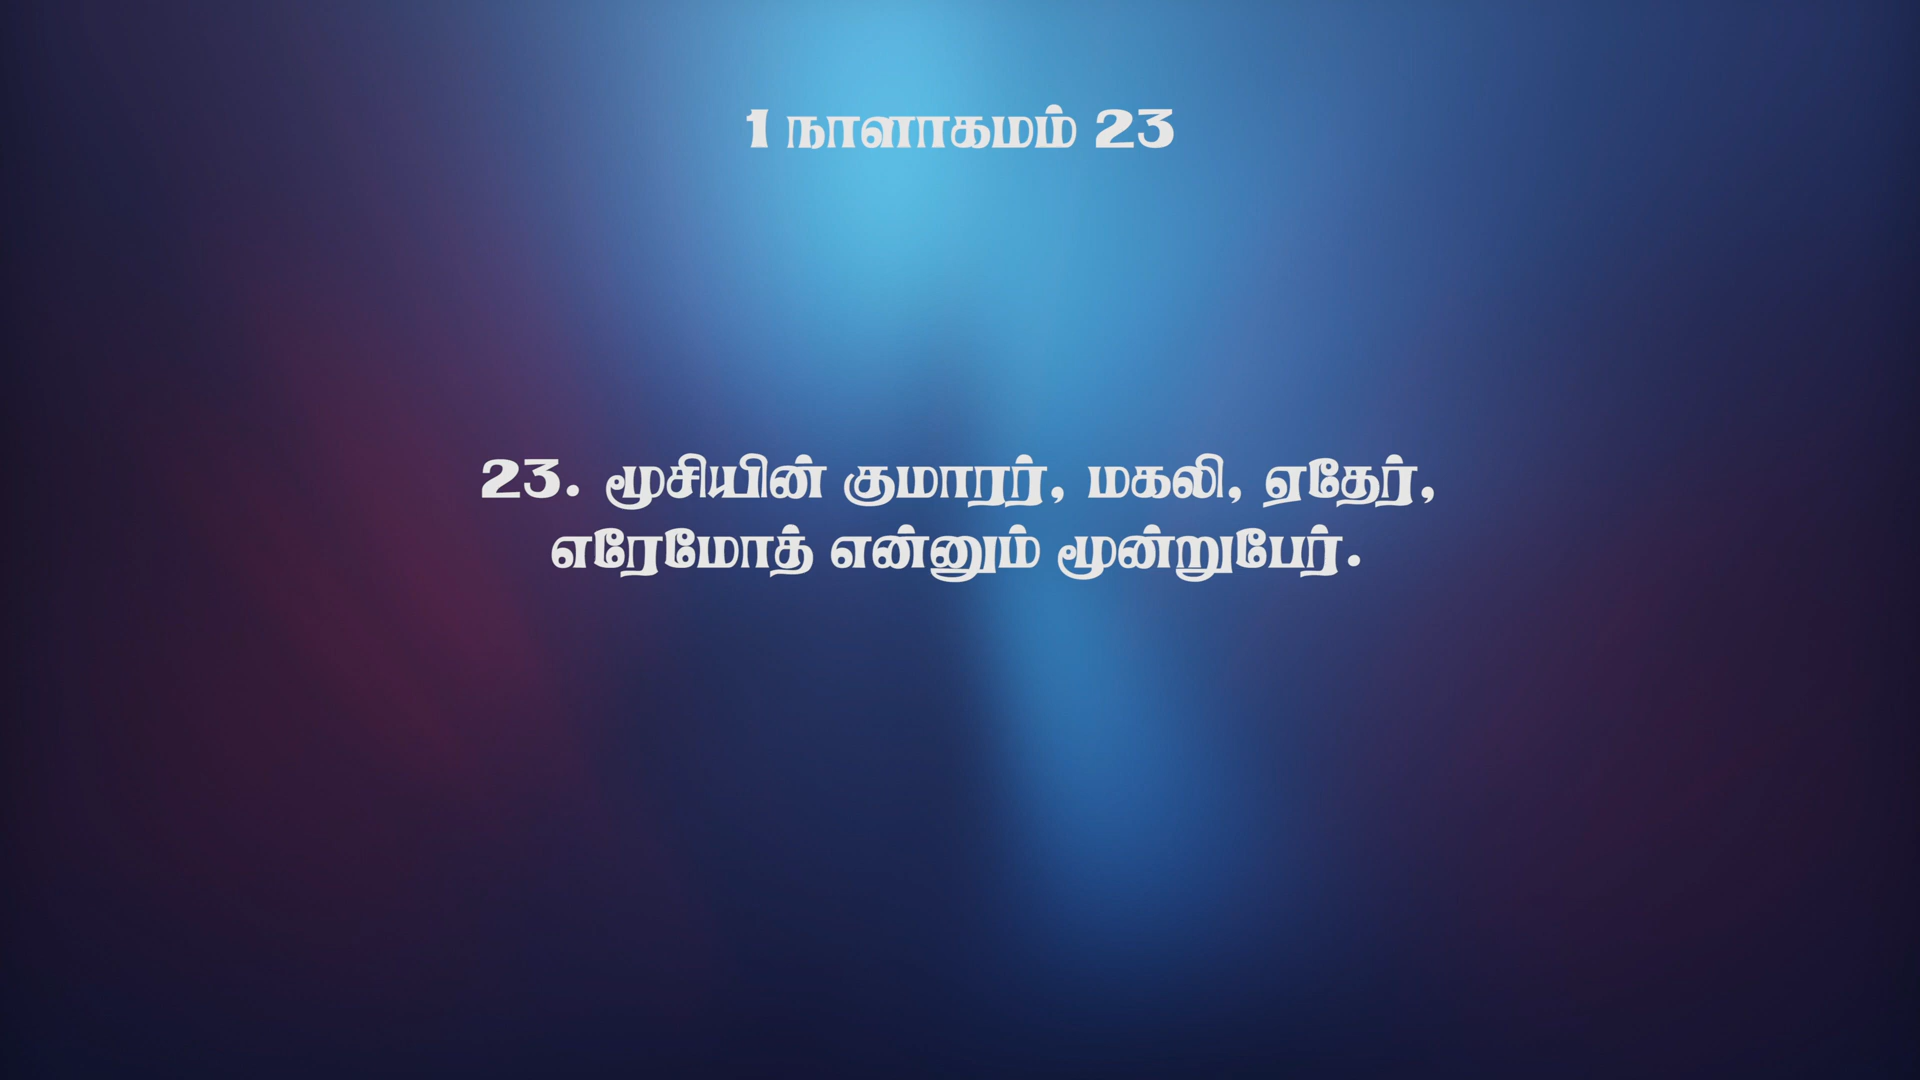 1 நாளாகமம் 23
23. மூசியின் குமாரர், மகலி, ஏதேர்,
எரேமோத் என்னும் மூன்றுபேர்.